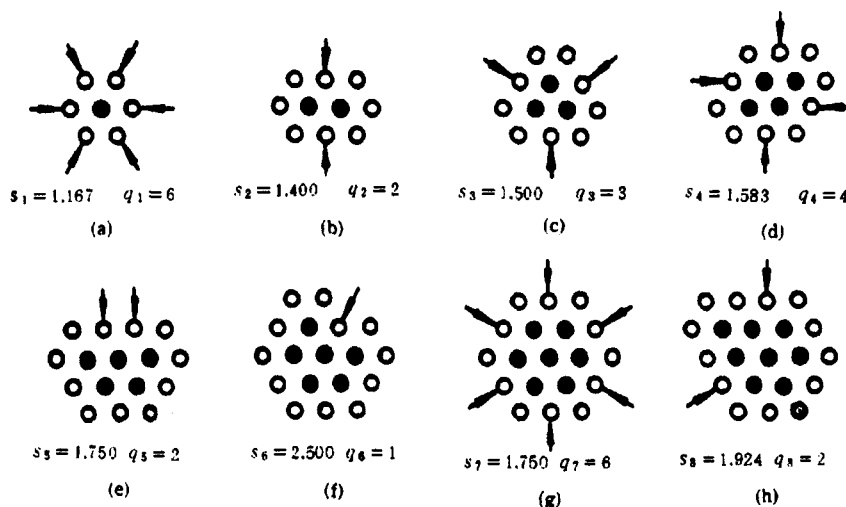 s₁=1.167 q₁=6
(a)
s₂=1.400 q₂=2
(b)
s₃=1.500 q₃=3
(c)
s₄=1.583 q₄=4
(d)
s₅=1.750 q₅=2
(e)
s₆=2.500 q₆=1
(f)
s₇=1.750 q₇=6
(g)
s₈=1.924 q₈=2
(h)